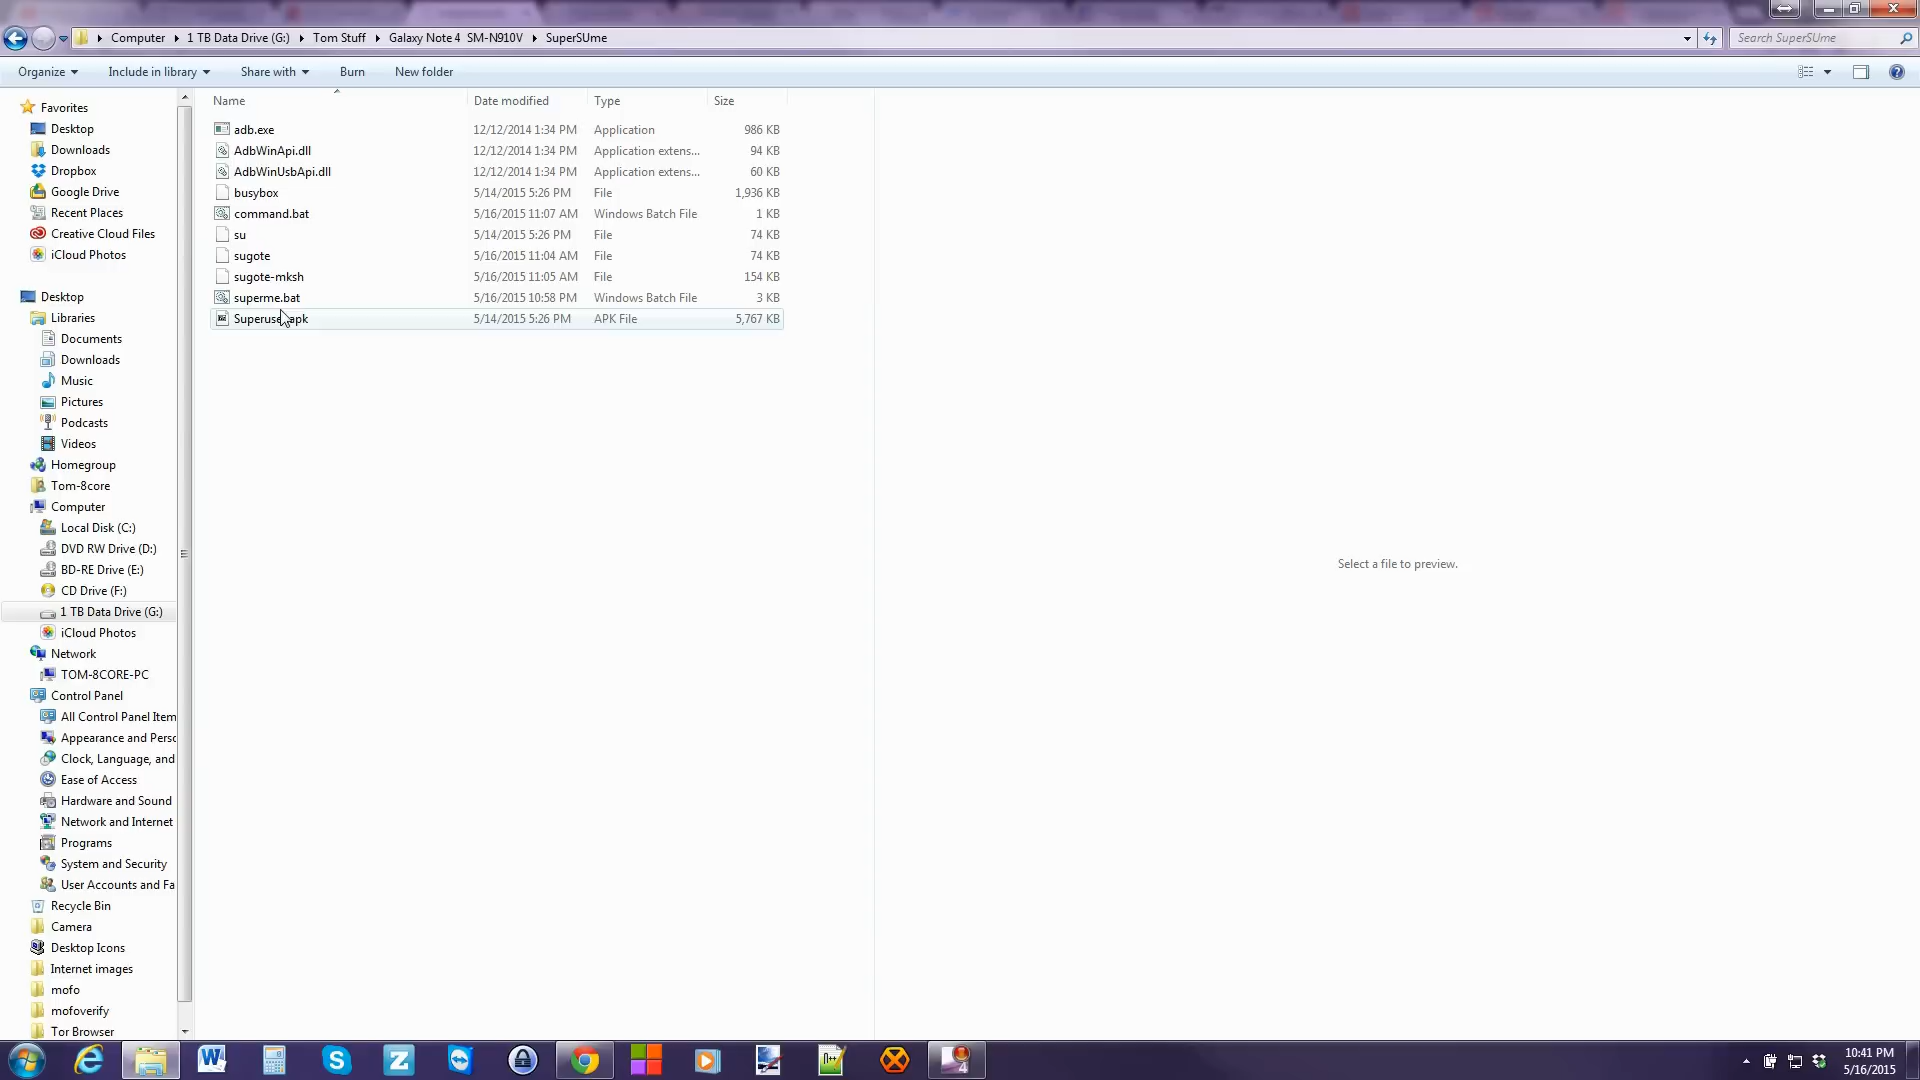 Computer 1 TB Data Drive (G:) Tom Stuff Galaxy Note 4 SM-N910V SuperSUme Search SuperSUme
Organize Include in library Share with Burn New folder
Name Date modified Type Size
adb.exe 12/12/2014 1:34 PM Application 986 KB
AdbWinApi.dll 12/12/2014 1:34 PM Application extens... 94 KB
AdbWinUsbApi.dll 12/12/2014 1:34 PM Application extens... 60 KB
busybox 5/14/2015 5:26 PM File 1,936 KB
command.bat 5/16/2015 11:07 AM Windows Batch File 1 KB
su 5/14/2015 5:26 PM File 74 KB
sugote 5/16/2015 11:04 AM File 74 KB
sugote-mksh 5/16/2015 11:05 AM File 154 KB
superme.bat 5/16/2015 10:58 PM Windows Batch File 3 KB
5/14/2015 5:26 PM APK File 5,767 KB
Favorites
Desktop
Downloads
Dropbox
Google Drive
Recent Places
Creative Cloud Files
iCloud Photos
Desktop
Libraries
Documents
Downloads
Music
Pictures
Podcasts
Videos
Homegroup
Tom-8core
Computer
Local Disk (C:)
DVD RW Drive (D:)
BD-RE Drive (E:)
CD Drive (F:)
1 TB Data Drive (G:)
iCloud Photos
Network
TOM-8CORE-PC
Control Panel
All Control Panel Item
Appearance and Perso
Clock, Language, and
Ease of Access
Hardware and Sound
Network and Internet
Programs
System and Security
User Accounts and Fa
Recycle Bin
Camera
Desktop Icons
Internet images
mofo
mofoverify
Tor Browser
Select a file to preview.
10:41 PM
5/16/2015